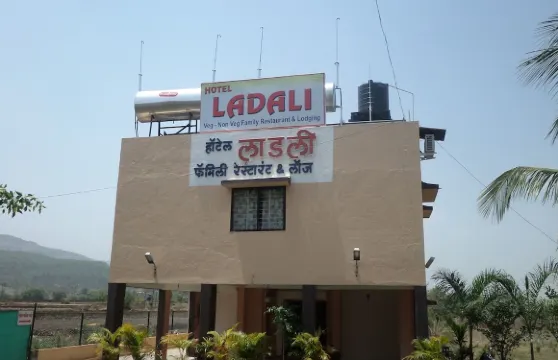 HOTEL
LADALI
Veg - Non Veg Family Restaurant & Lodging
हॉटेल लाडली
फॅमिली रेस्टारंट & लॉज